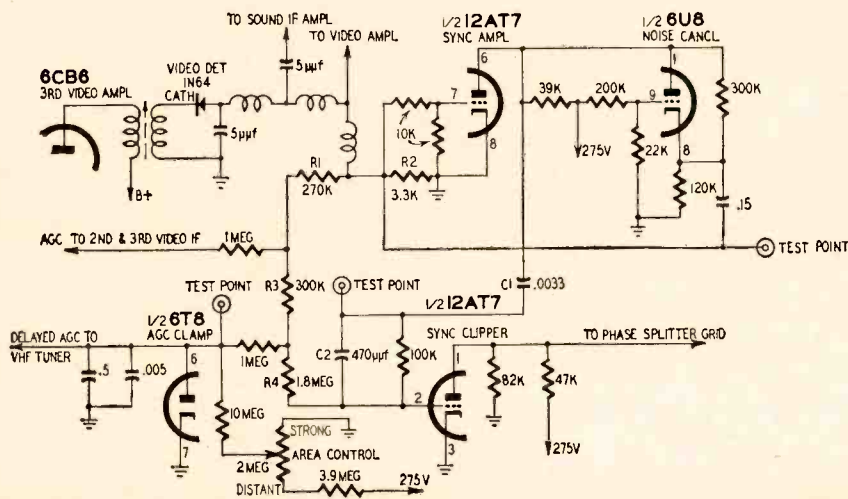 TO SOUND IF AMPL
TO VIDEO AMPL
1/2 12AT7
SYNC AMPL
1/2 6U8
NOISE CANCL
6CB6
3RD VIDEO AMPL
VIDEO DET
IN64
CATH
5µµf
5µµf
B+
6
7
8
10K
39K
200K
275V
1
9
8
300K
22K
120K
.15
R1
270K
R2
3.3K
AGC TO 2ND & 3RD VIDEO IF
1MEG
TEST POINT
TEST POINT
R3
300K
TEST POINT
C1
.0033
1/2 12AT7
SYNC CLIPPER
TO PHASE SPLITTER GRID
DELAYED AGC TO
VHF TUNER
1/2 6T8
AGC CLAMP
6
7
.5
.005
1MEG
R4
1.8MEG
C2
470µµf
100K
1
2
3
82K
47K
275V
10MEG
STRONG
AREA CONTROL
2MEG
DISTANT
3.9MEG
275V